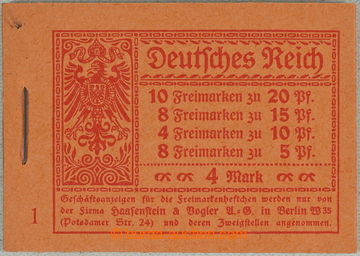 Deutsches Reich
10 Freimarken zu 20 Pf.
8 Freimarken zu 15 Pf.
4 Freimarken zu 10 Pf.
8 Freimarken zu 5 Pf.
4 Mark
Geschäftsanzeigen für die Freimarkenheftchen werden nur von
der Firma Haasenstein & Vogler A.=G. in Berlin W35
(Potsdamer Str. 24) und deren Zweigstellen angenommen.
1